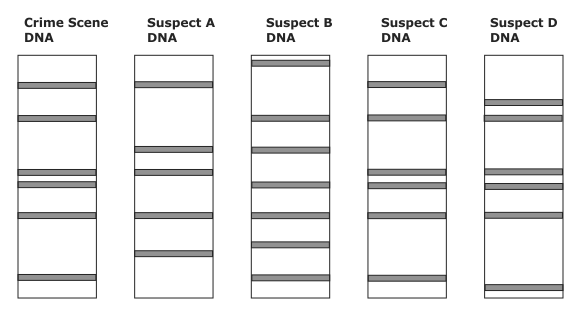 Crime Scene DNA
Suspect A DNA
Suspect B DNA
Suspect C DNA
Suspect D DNA